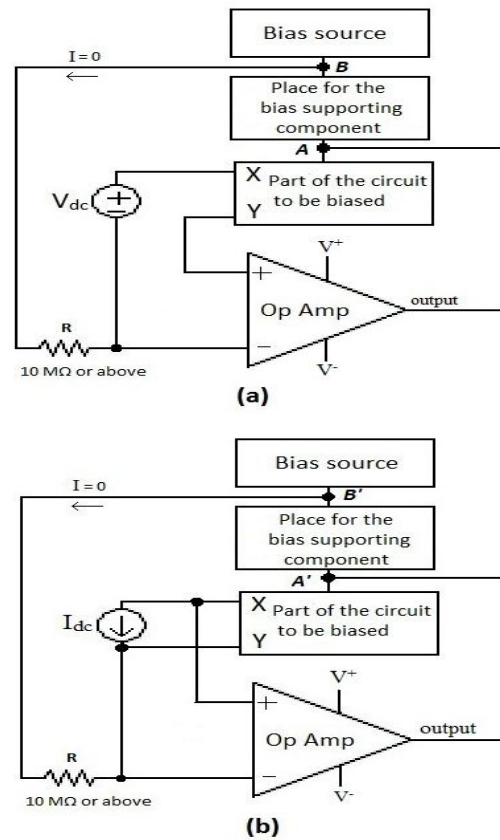 Bias source
I = 0
B
Place for the
bias supporting
component
A
X Part of the circuit
to be biased
Y
Vdc
+
−
V+
+
Op Amp
output
−
V-
R
10 MΩ or above
(a)
Bias source
I = 0
B'
Place for the
bias supporting
component
A'
X Part of the circuit
to be biased
Y
Idc
V+
+
Op Amp
output
−
V-
R
10 MΩ or above
(b)